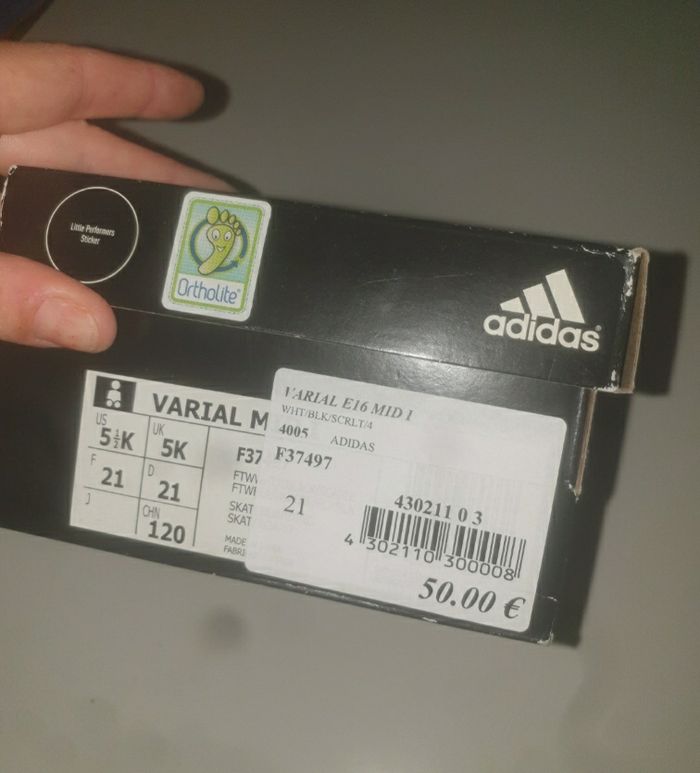 Little Performers
Sticker
Ortholite®
adidas®
VARIAL M
US
5½K
UK
5K
F
21
D
21
J
CHN
120
F37
FTW
FTW
SKAT
SKAT
MADE
FABRI
VARIAL E16 MID I
WHT/BLK/SCRLT/4
4005 ADIDAS
F37497
21
430211 0 3
4 302110 300008
50.00 €